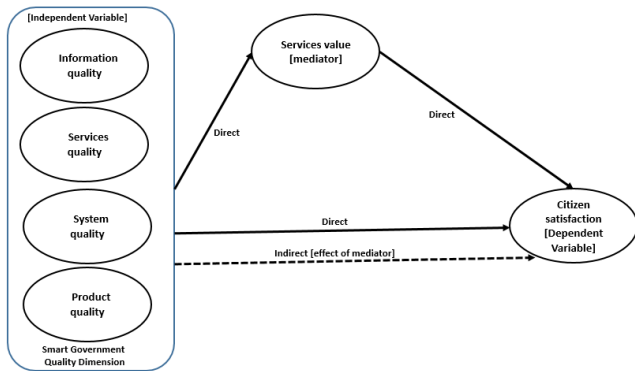 [Independent Variable]
Information
quality
Services
quality
System
quality
Product
quality
Smart Government
Quality Dimension
Services value
[mediator]
Direct
Direct
Direct
Indirect [effect of mediator]
Citizen
satisfaction
[Dependent
Variable]